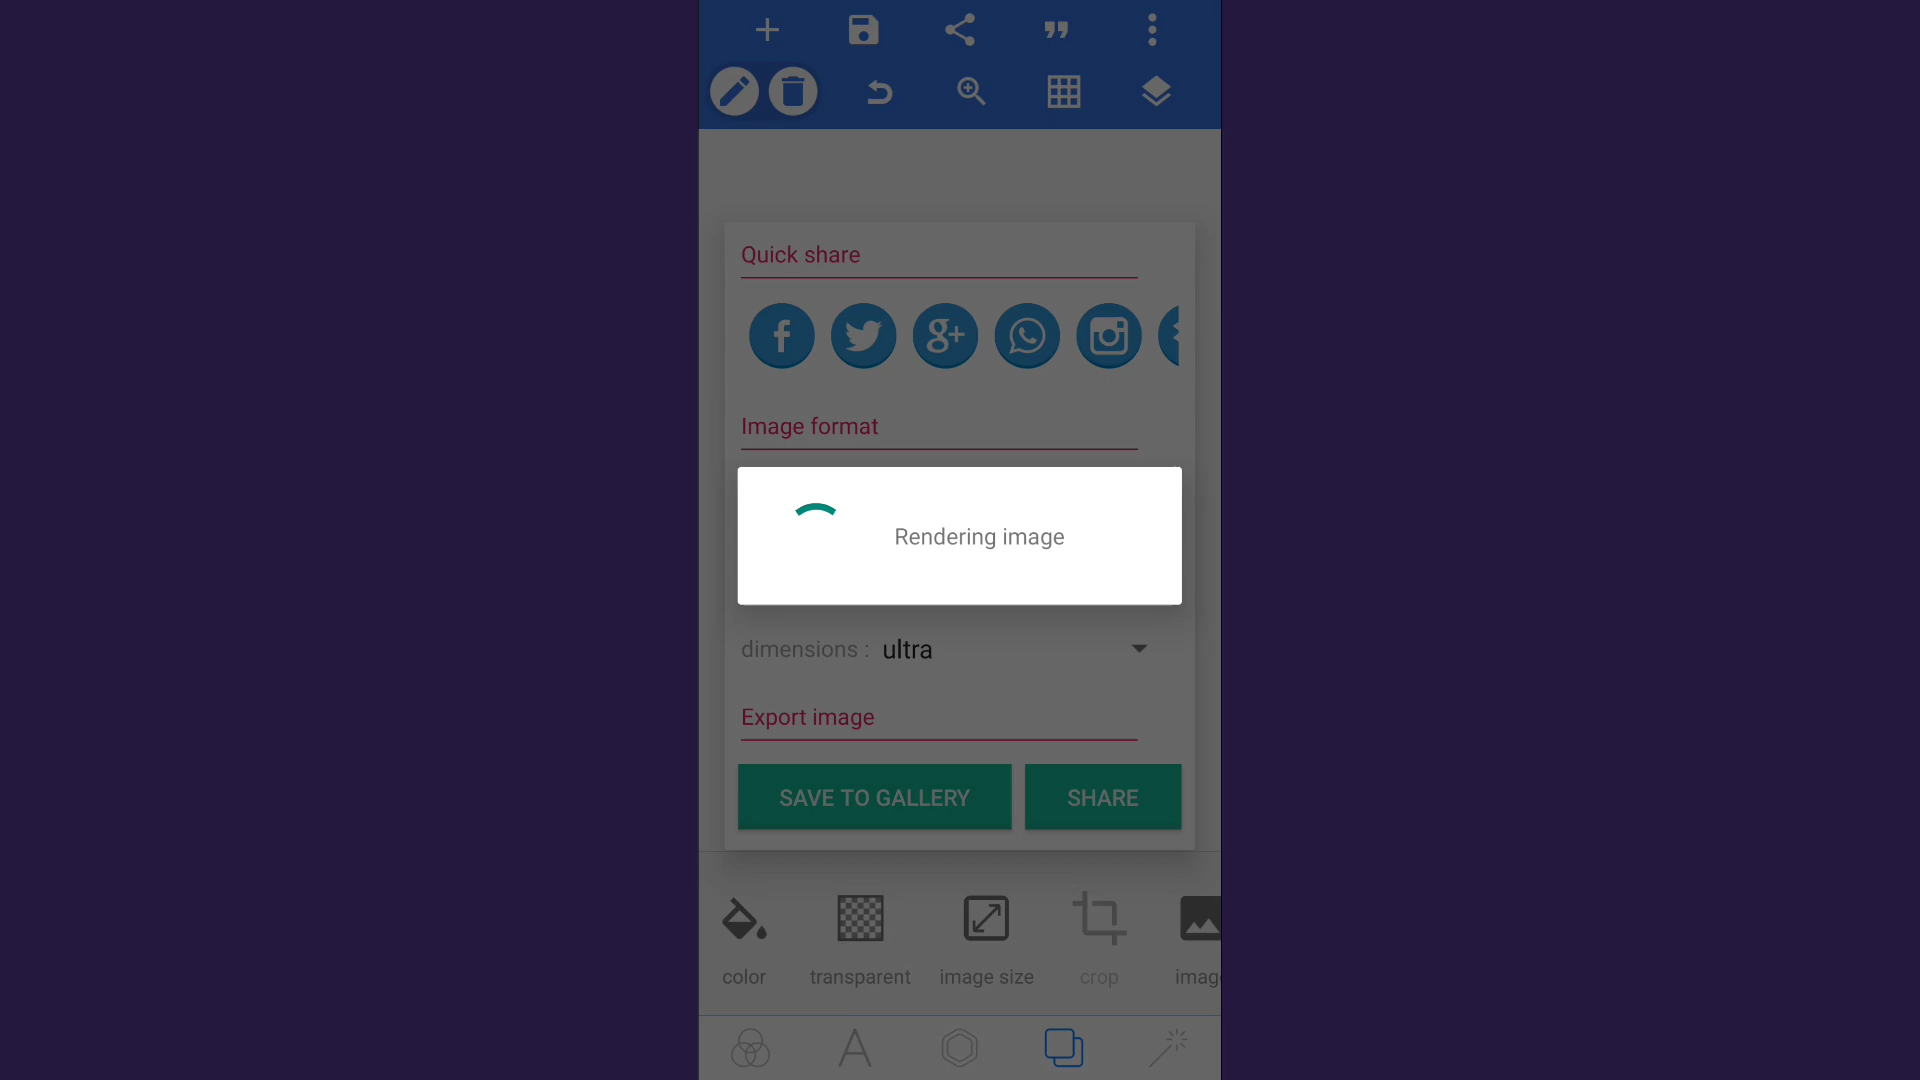 Quick share
Image format
Rendering image
dimensions : ultra
Export image
SAVE TO GALLERY SHARE
color transparent image size crop image